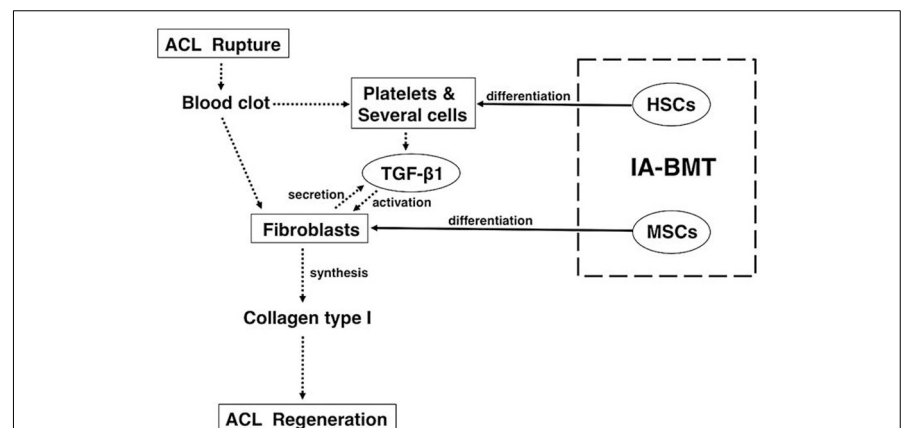 ACL Rupture
Blood clot
Platelets &
Several cells
differentiation
HSCs
IA-BMT
TGF-β1
secretion
activation
Fibroblasts
differentiation
MSCs
synthesis
Collagen type I
ACL Regeneration